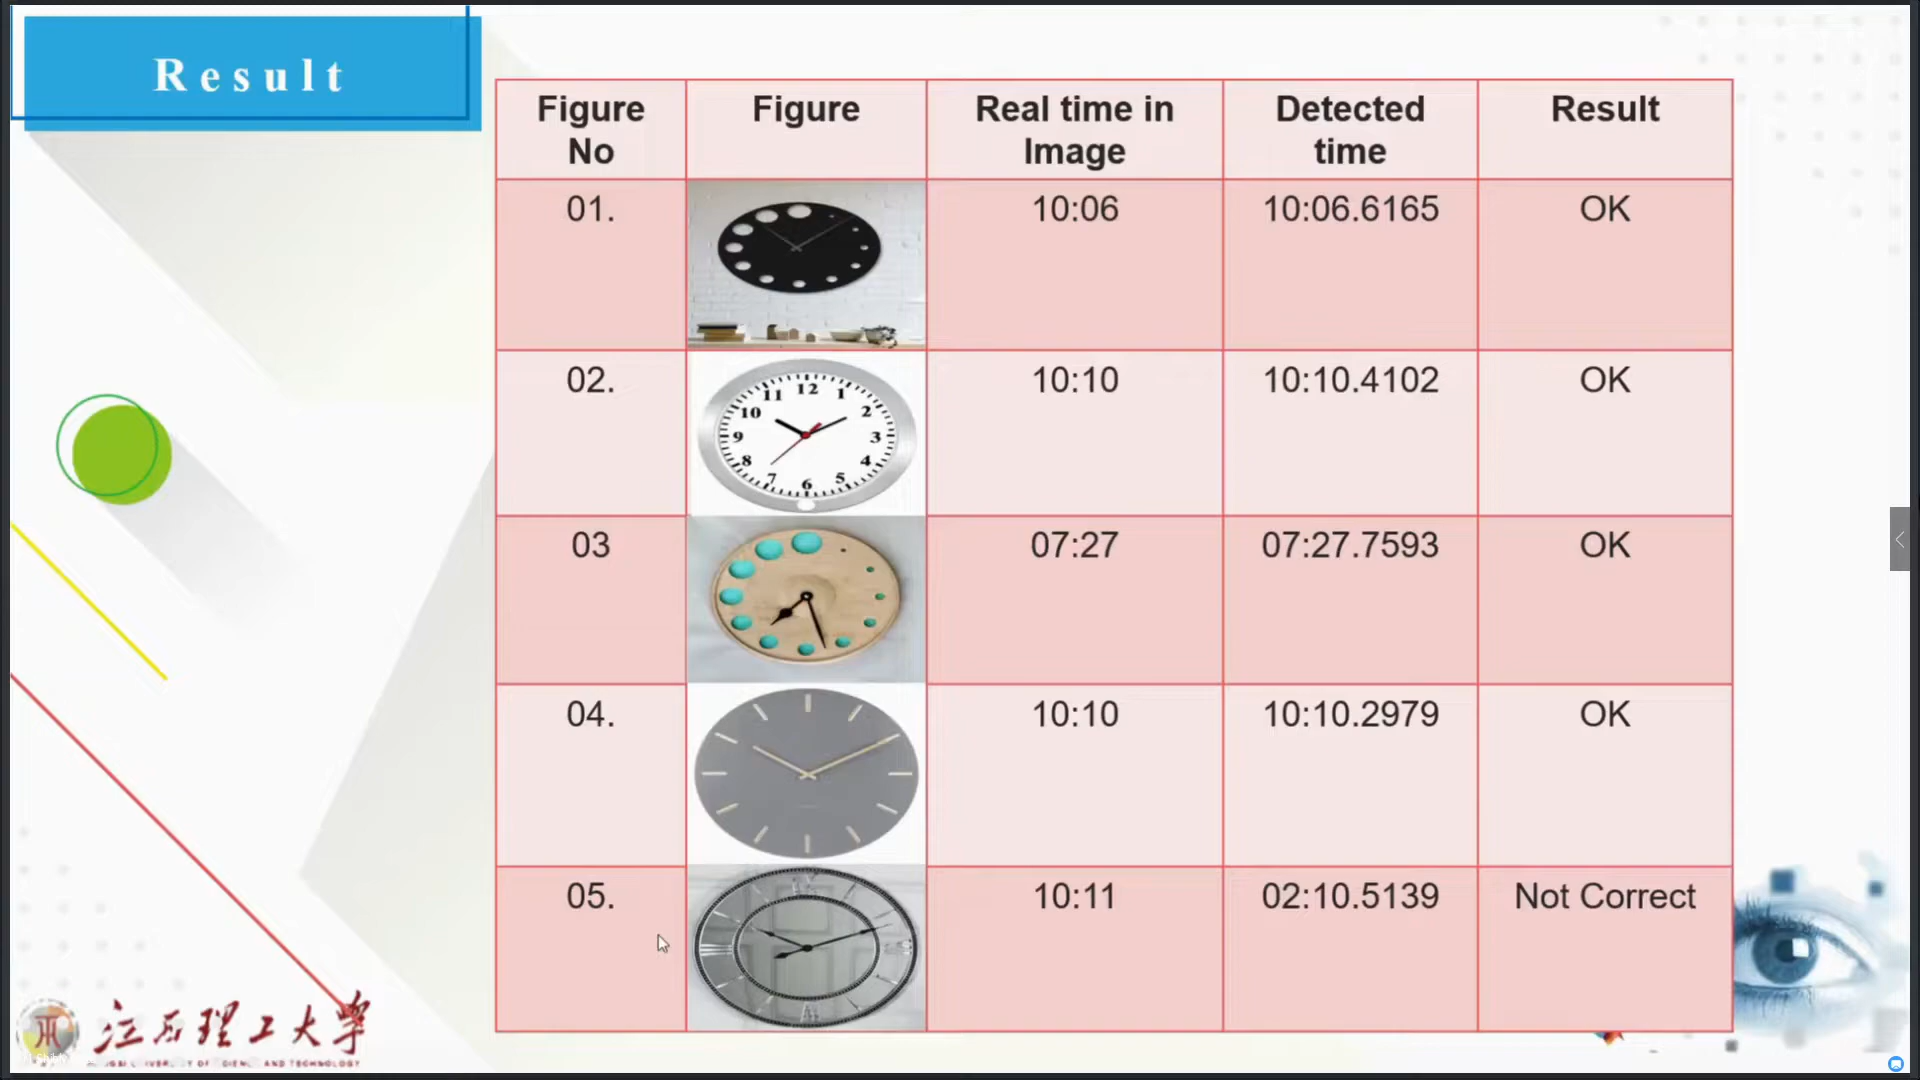 Result
Figure No
Figure
Real time in Image
Detected time
Result
01.
10:06
10:06.6165
OK
02.
12
1
2
3
4
5
6
7
8
9
10
11
10:10
10:10.4102
OK
03
07:27
07:27.7593
OK
04.
10:10
10:10.2979
OK
05.
10:11
02:10.5139
Not Correct
江西理工大学